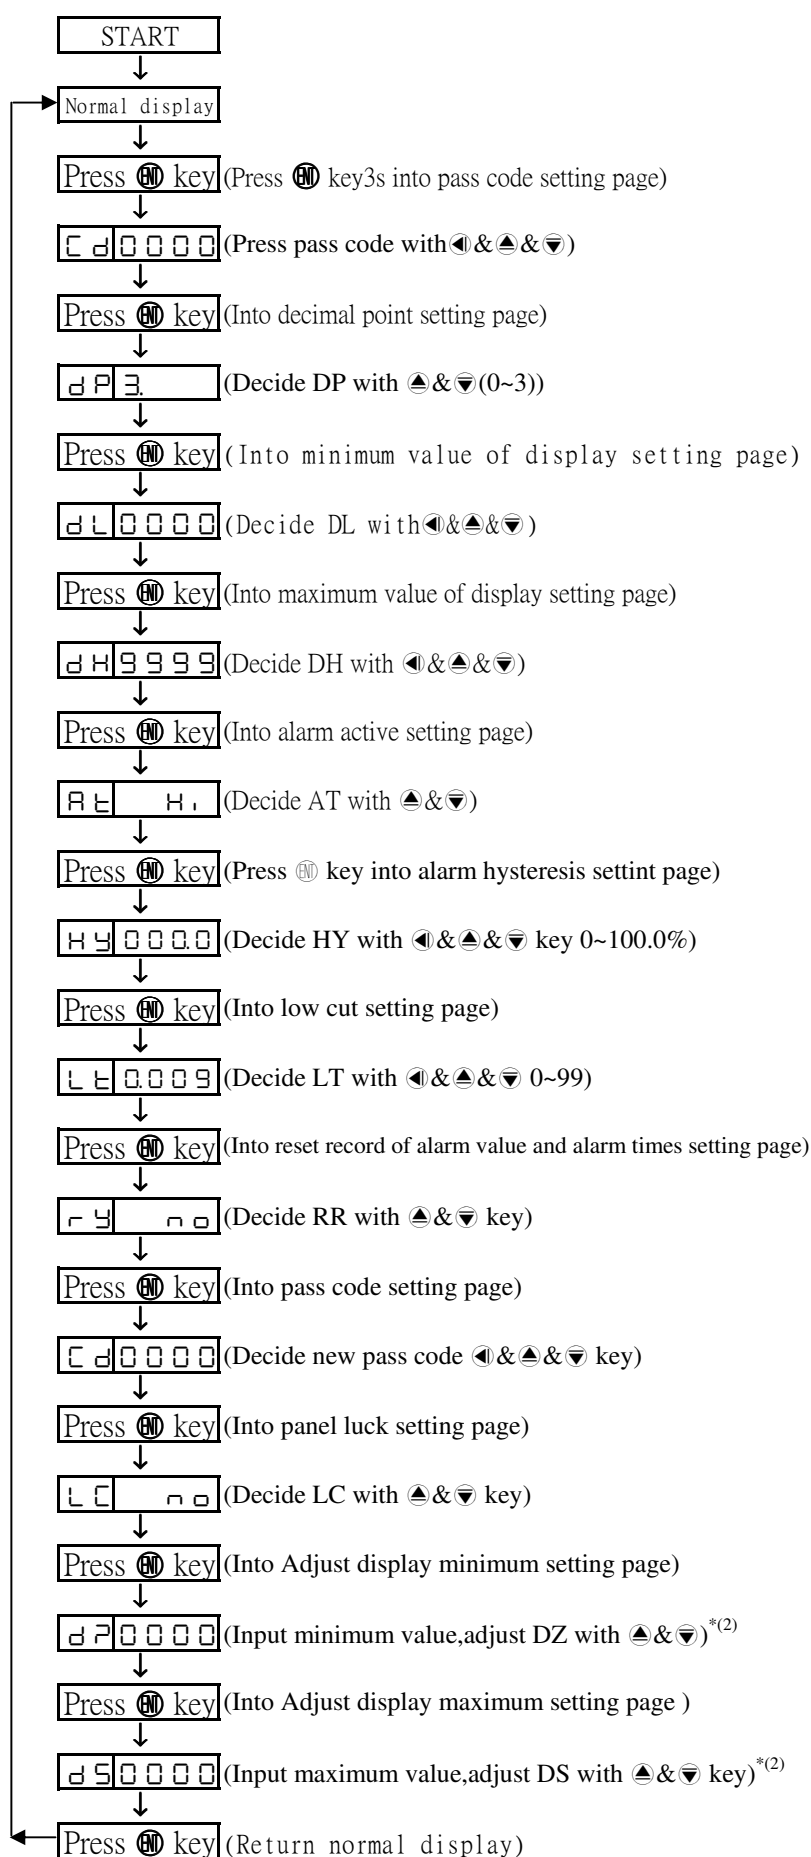 START
Normal display
Press ENT key (Press ENT key3s into pass code setting page)
Cd 0000 (Press pass code with & & )
Press ENT key (Into decimal point setting page)
dP 3. (Decide DP with & (0~3))
Press ENT key (Into minimum value of display setting page)
dL 0000 (Decide DL with & & )
Press ENT key (Into maximum value of display setting page)
dH 9999 (Decide DH with & & )
Press ENT key (Into alarm active setting page)
At Hi (Decide AT with & )
Press ENT key (Press ENT key into alarm hysteresis settint page)
Hy 000.0 (Decide HY with & & key 0~100.0%)
Press ENT key (Into low cut setting page)
Lt 0.009 (Decide LT with & & 0~99)
Press ENT key (Into reset record of alarm value and alarm times setting page)
ry no (Decide RR with & key)
Press ENT key (Into pass code setting page)
Cd 0000 (Decide new pass code & & key)
Press ENT key (Into panel luck setting page)
LC no (Decide LC with & key)
Press ENT key (Into Adjust display minimum setting page)
dZ 0000 (Input minimum value,adjust DZ with & )*(2)
Press ENT key (Into Adjust display maximum setting page )
dS 0000 (Input maximum value,adjust DS with & key)*(2)
Press ENT key (Return normal display)